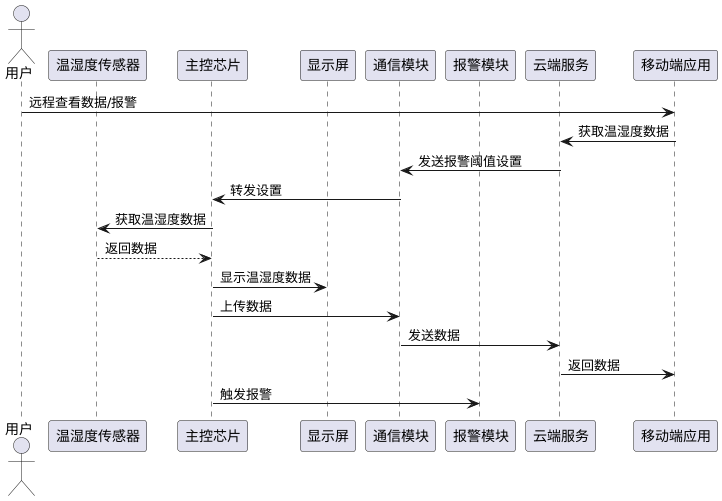 用户
温湿度传感器
主控芯片
显示屏
通信模块
报警模块
云端服务
移动端应用
远程查看数据/报警
获取温湿度数据
发送报警阈值设置
转发设置
获取温湿度数据
返回数据
显示温湿度数据
上传数据
发送数据
返回数据
触发报警
用户
温湿度传感器
主控芯片
显示屏
通信模块
报警模块
云端服务
移动端应用